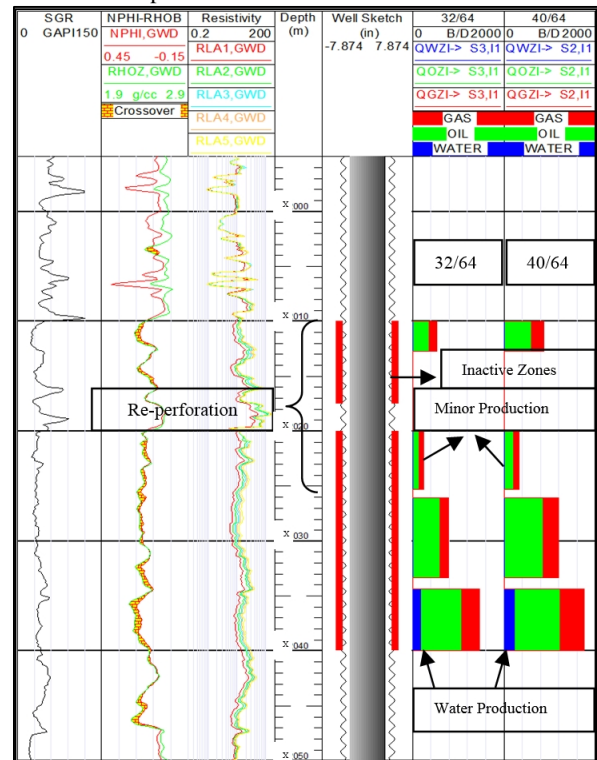 SGR NPHI-RHOB Resistivity Depth Well Sketch 32/64 40/64
0 GAPI150 NPHI,GWD 0.2 200 (m) (in) 0 B/D2000 0 B/D2000
0.45 -0.15 RLA1,GWD -7.874 7.874 QWZI-> S3,I1 QWZI-> S2,I1
RHOZ,GWD RLA2,GWD QOZI-> S3,I1 QOZI-> S2,I1
1.9 g/cc 2.9 RLA3,GWD QGZI-> S3,I1 QGZI-> S2,I1
Crossover RLA4,GWD GAS GAS
RLA5,GWD OIL OIL
WATER WATER
X 000
32/64 40/64
X 010
Inactive Zones
Re-perforation Minor Production
X 020
X 030
X 040
Water Production
X 050